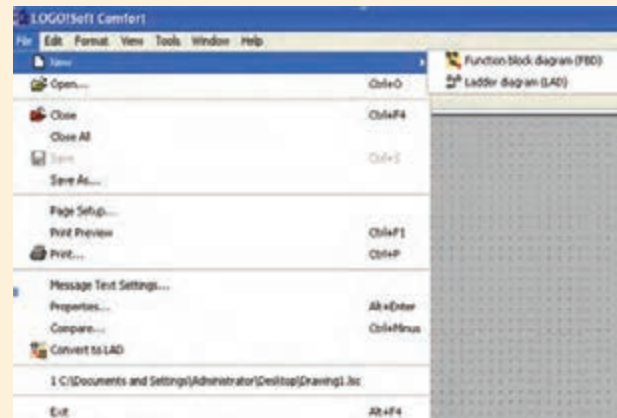 LOGO!Soft Comfort
File Edit Format View Tools Window Help
New
Function block diagram (FBD)
Ladder diagram (LAD)
Open... Ctrl+O
Close Ctrl+F4
Close All
Save Ctrl+S
Save As...
Page Setup...
Print Preview Ctrl+F1
Print... Ctrl+P
Message Text Settings...
Properties... Alt+Enter
Compare... Ctrl+Minus
Convert to LAD
1 C:\Documents and Settings\Administrator\Desktop\Drawing1.lsc
Exit Alt+F4